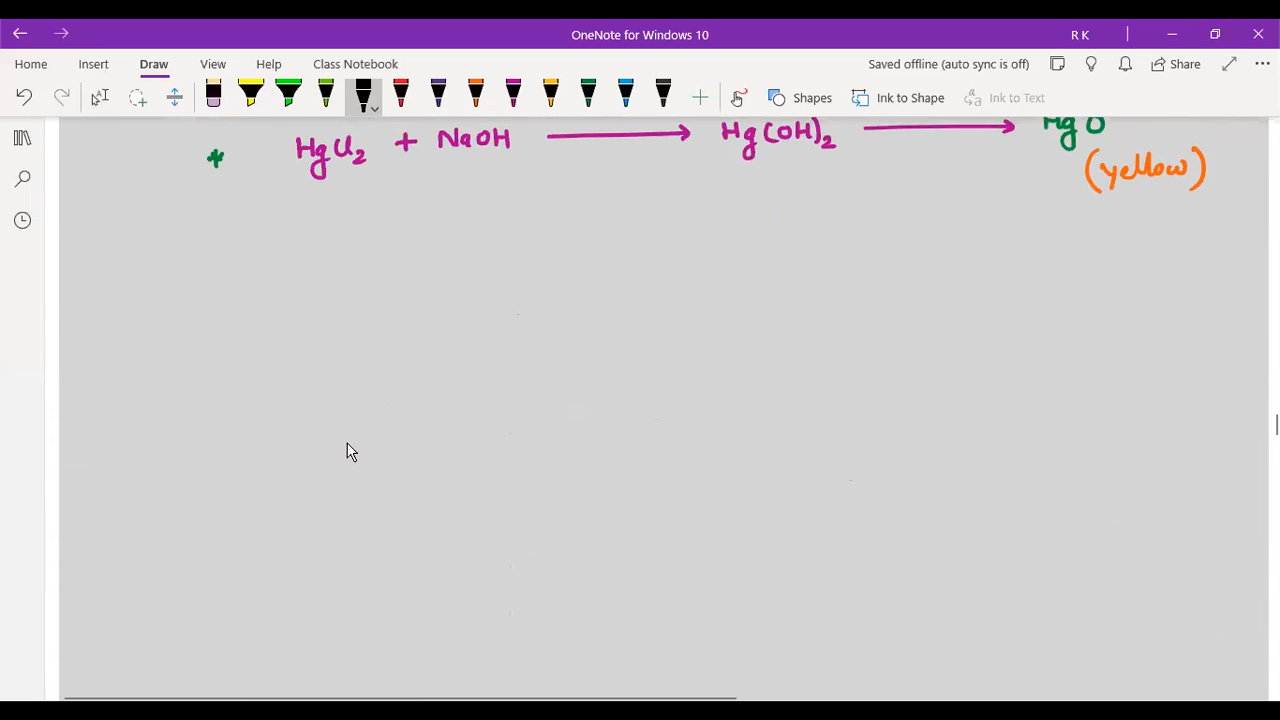 OneNote for Windows 10
R K
Home Insert Draw View Help Class Notebook
Saved offline (auto sync is off) Share
Shapes Ink to Shape Ink to Text
* HgCl2 + NaOH ⟶ Hg(OH)2 ⟶ HgO
(yellow)